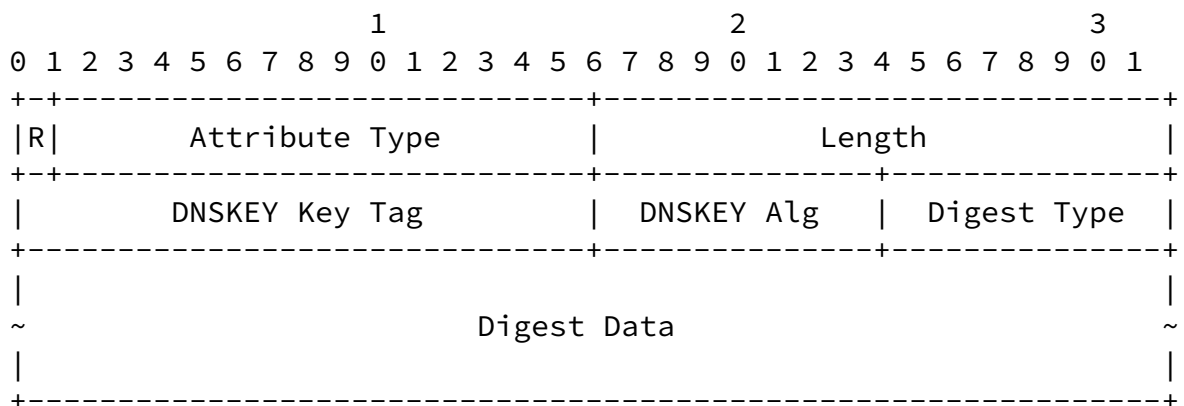 1                   2                   3
0 1 2 3 4 5 6 7 8 9 0 1 2 3 4 5 6 7 8 9 0 1 2 3 4 5 6 7 8 9 0 1
+-+-----------------------------+-------------------------------+
|R|       Attribute Type        |            Length             |
+-+-----------------------------+---------------+---------------+
|        DNSKEY Key Tag         |  DNSKEY Alg   |  Digest Type  |
+-------------------------------+---------------+---------------+
|                                                               |
~                         Digest Data                           ~
|                                                               |
+---------------------------------------------------------------+